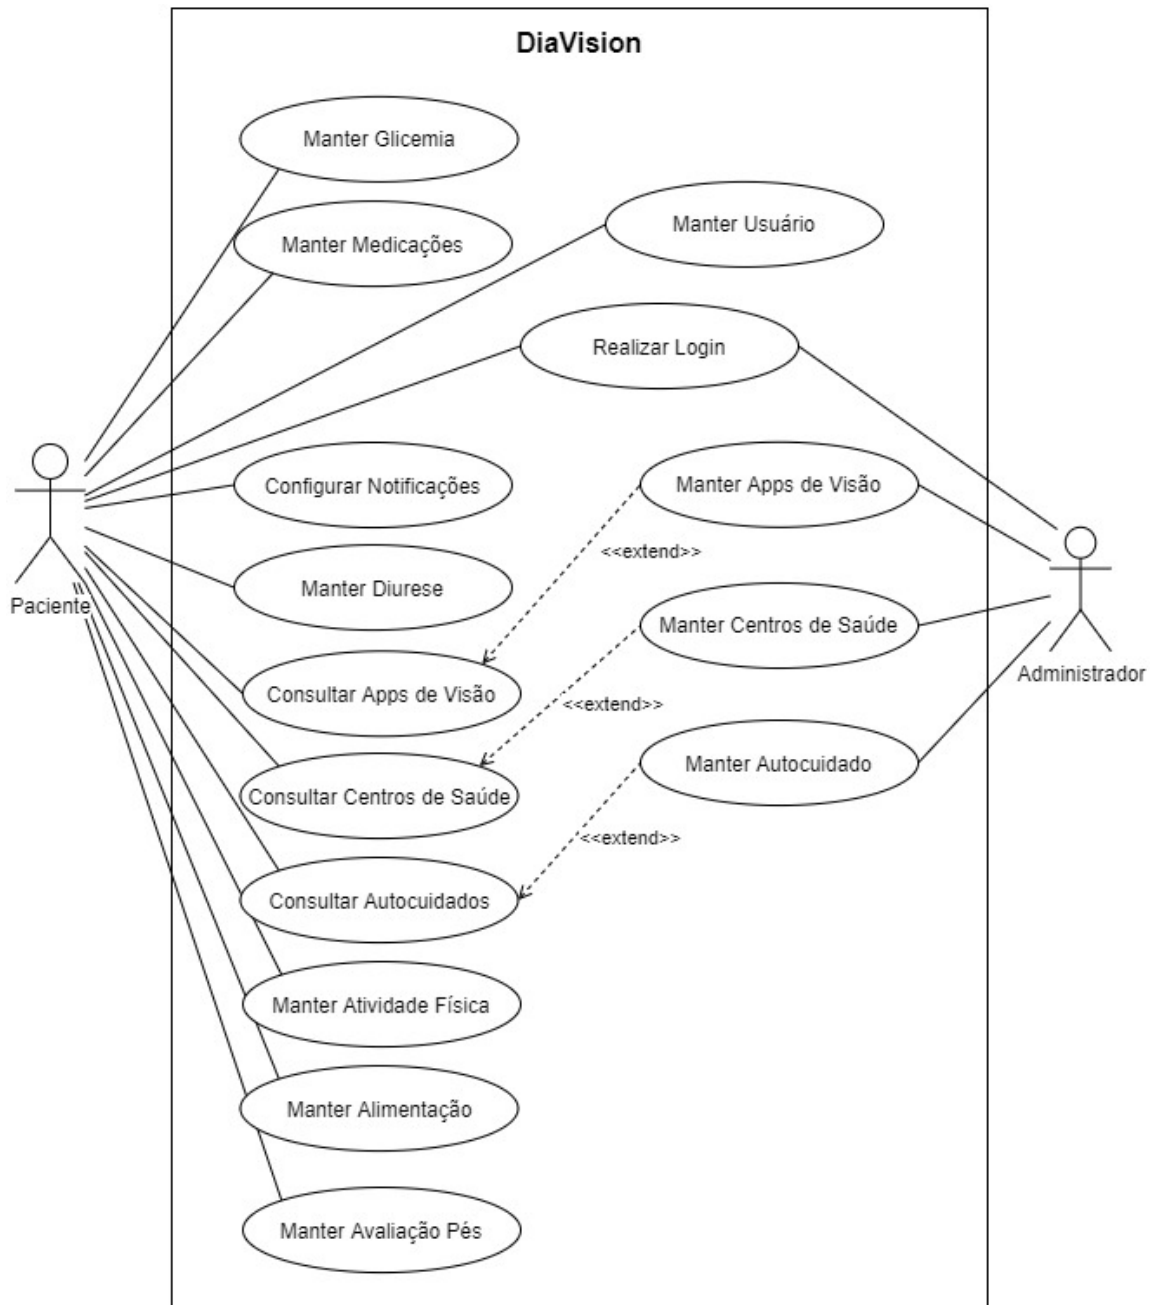 DiaVision
Manter Glicemia
Manter Usuário
Manter Medicações
Realizar Login
Configurar Notificações
Manter Apps de Visão
<<extend>>
Manter Diurese
Paciente
Manter Centros de Saúde
Administrador
Consultar Apps de Visão
<<extend>>
Manter Autocuidado
Consultar Centros de Saúde
<<extend>>
Consultar Autocuidados
Manter Atividade Física
Manter Alimentação
Manter Avaliação Pés